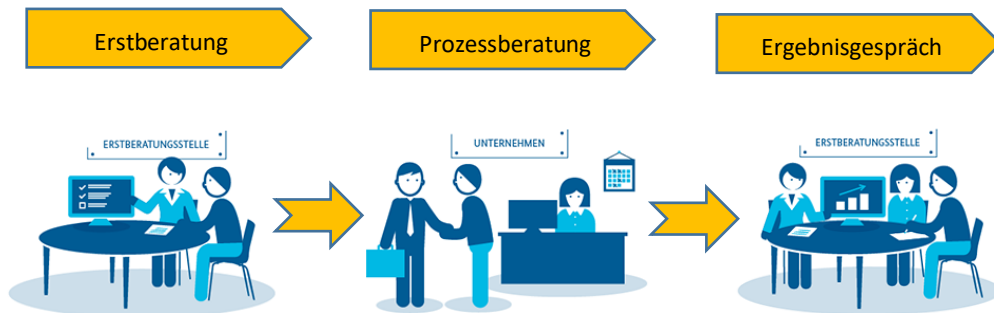 Erstberatung
Prozessberatung
Ergebnisgespräch
ERSTBERATUNGSSTELLE
UNTERNEHMEN
ERSTBERATUNGSSTELLE